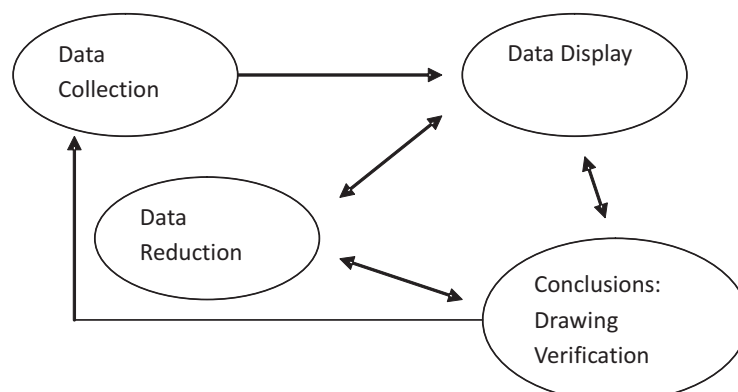 Data
Collection
Data Display
Data
Reduction
Conclusions:
Drawing
Verification